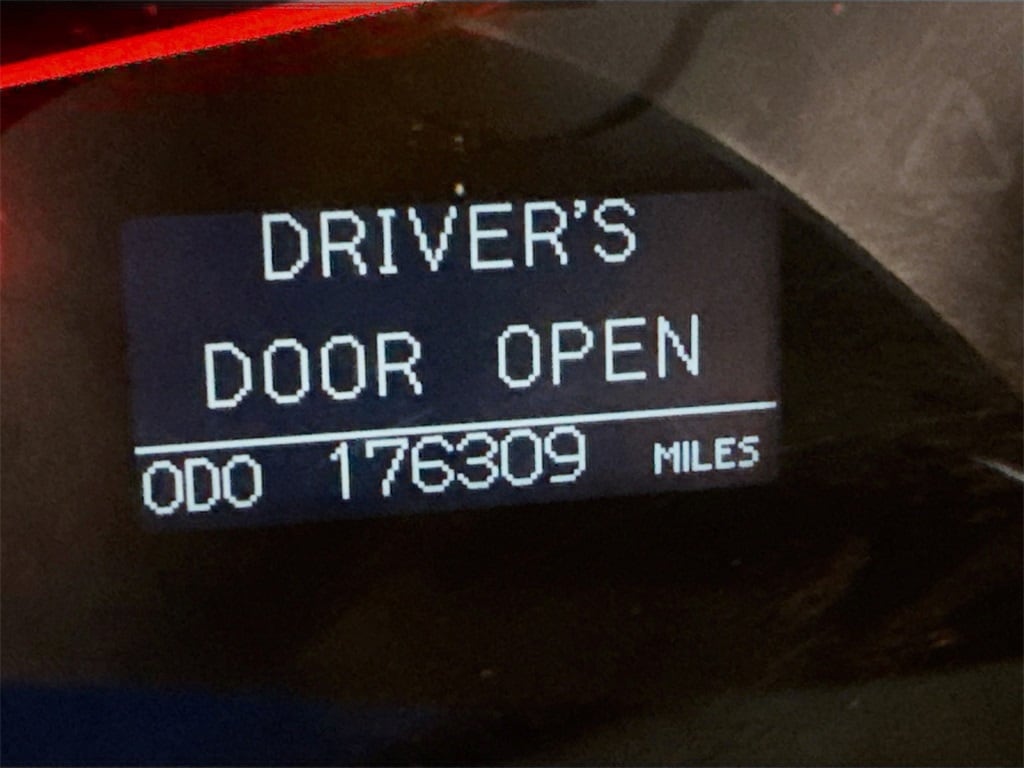 DRIVER'S
DOOR OPEN
ODO 176309 MILES